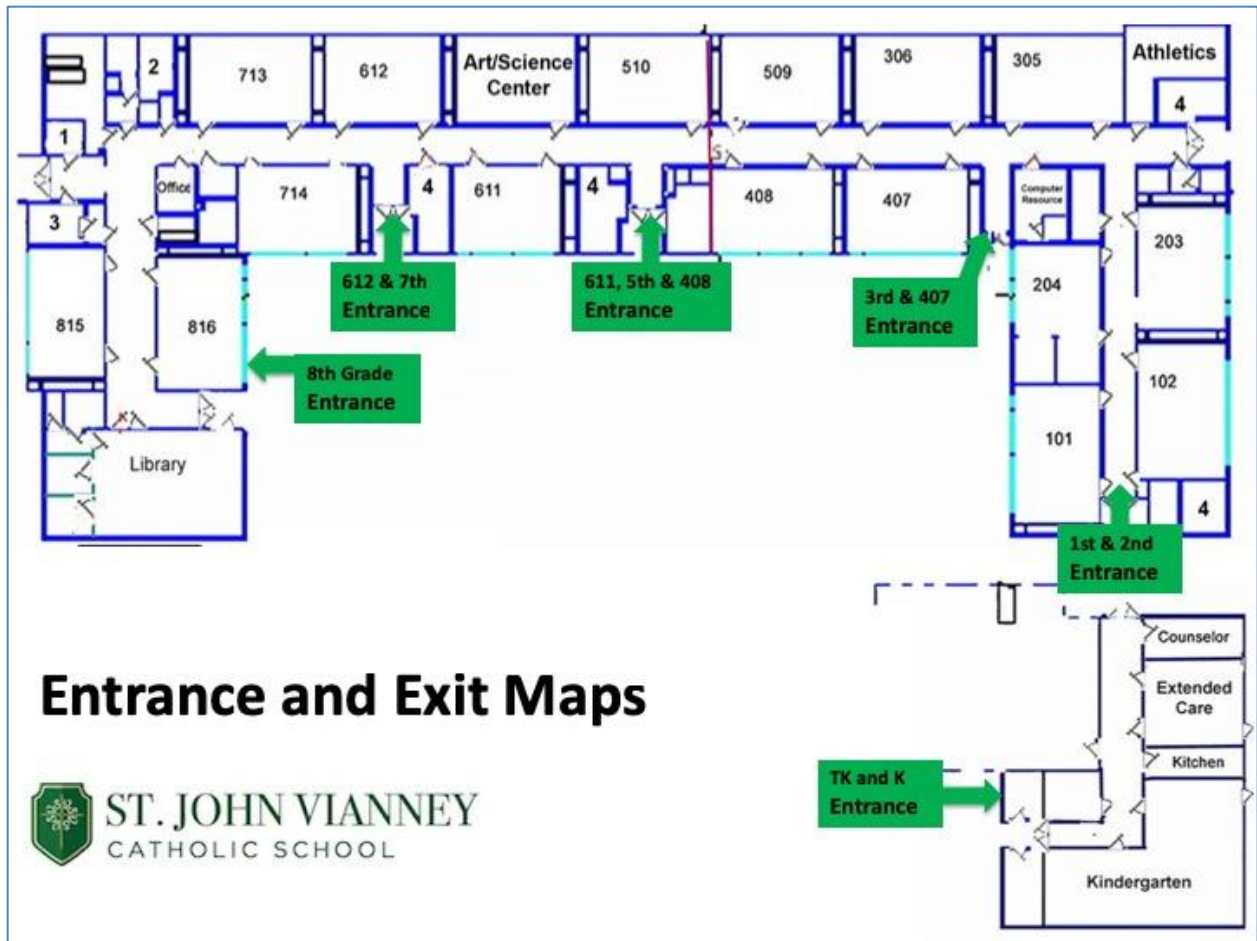 2
713
612
Art/Science
Center
510
509
306
305
Athletics
4
1
Office
714
4
611
4
408
407
Computer
Resource
203
3
204
815
816
612 & 7th
Entrance
611, 5th & 408
Entrance
3rd & 407
Entrance
8th Grade
Entrance
102
101
Library
4
1st & 2nd
Entrance
Counselor
Extended
Care
Kitchen
Entrance and Exit Maps
TK and K
Entrance
ST. JOHN VIANNEY
CATHOLIC SCHOOL
Kindergarten